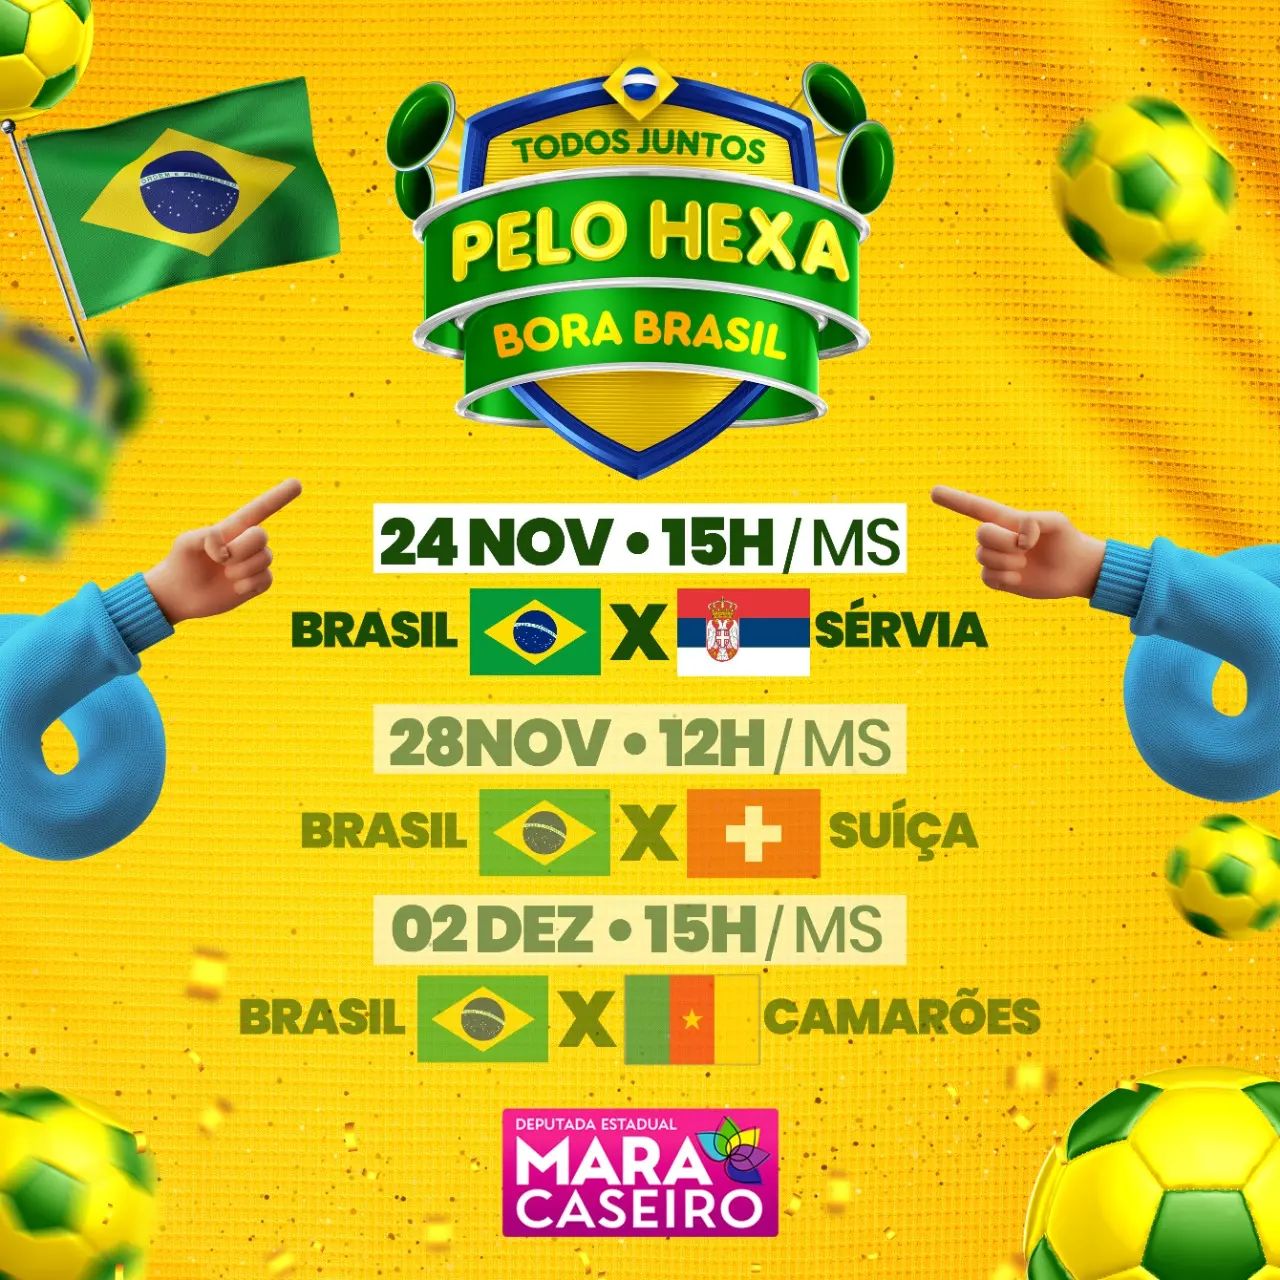 TODOS JUNTOS
PELO HEXA
BORA BRASIL
24 NOV • 15H / MS
BRASIL X SÉRVIA
28NOV • 12H / MS
BRASIL X SUÍÇA
02 DEZ • 15H / MS
BRASIL X CAMARÕES
DEPUTADA ESTADUAL
MARA
CASEIRO